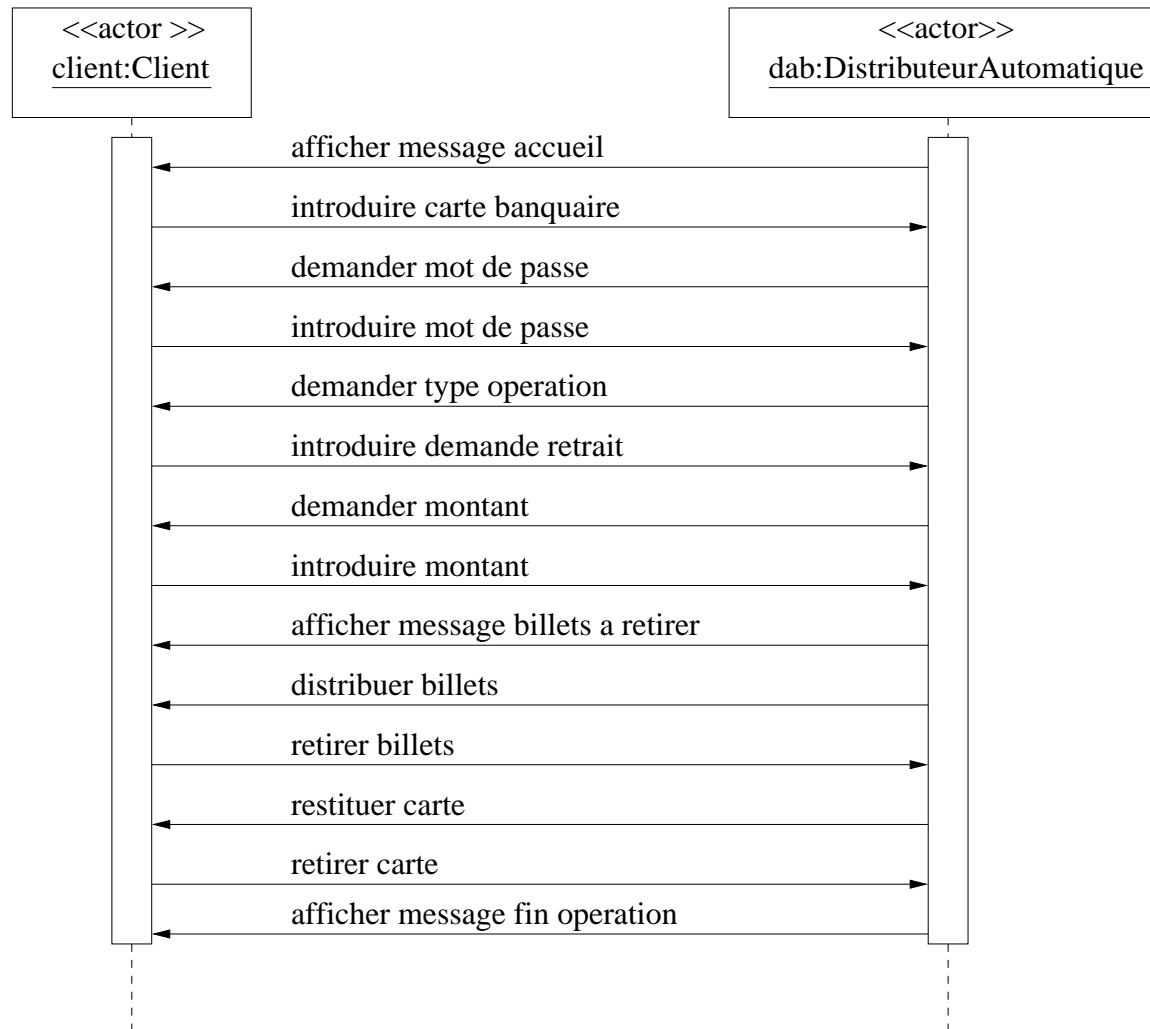 <<actor >>
client:Client
<<actor>>
dab:DistributeurAutomatique
afficher message accueil
introduire carte banquaire
demander mot de passe
introduire mot de passe
demander type operation
introduire demande retrait
demander montant
introduire montant
afficher message billets a retirer
distribuer billets
retirer billets
restituer carte
retirer carte
afficher message fin operation